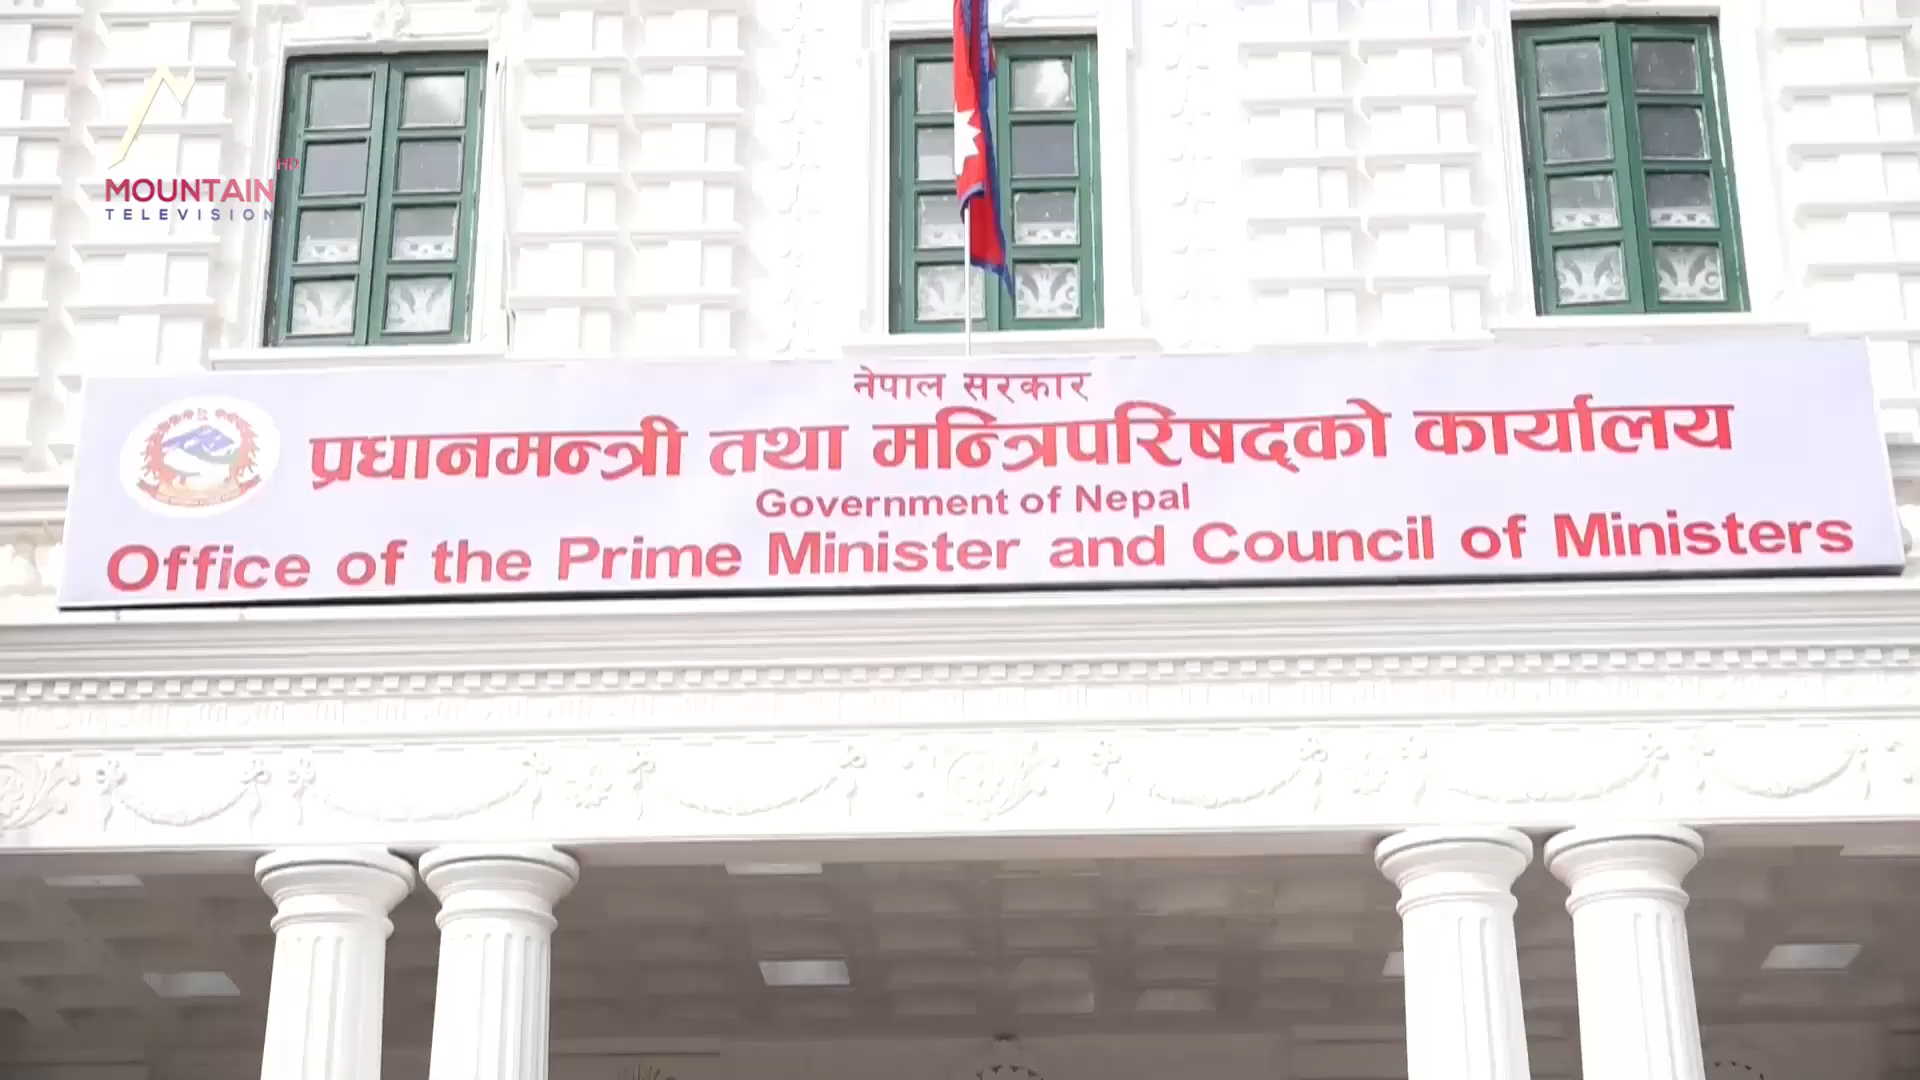 HD
MOUNTAIN
TELEVISION
नेपाल सरकार
प्रधानमन्त्री तथा मन्त्रिपरिषद्को कार्यालय
Government of Nepal
Office of the Prime Minister and Council of Ministers